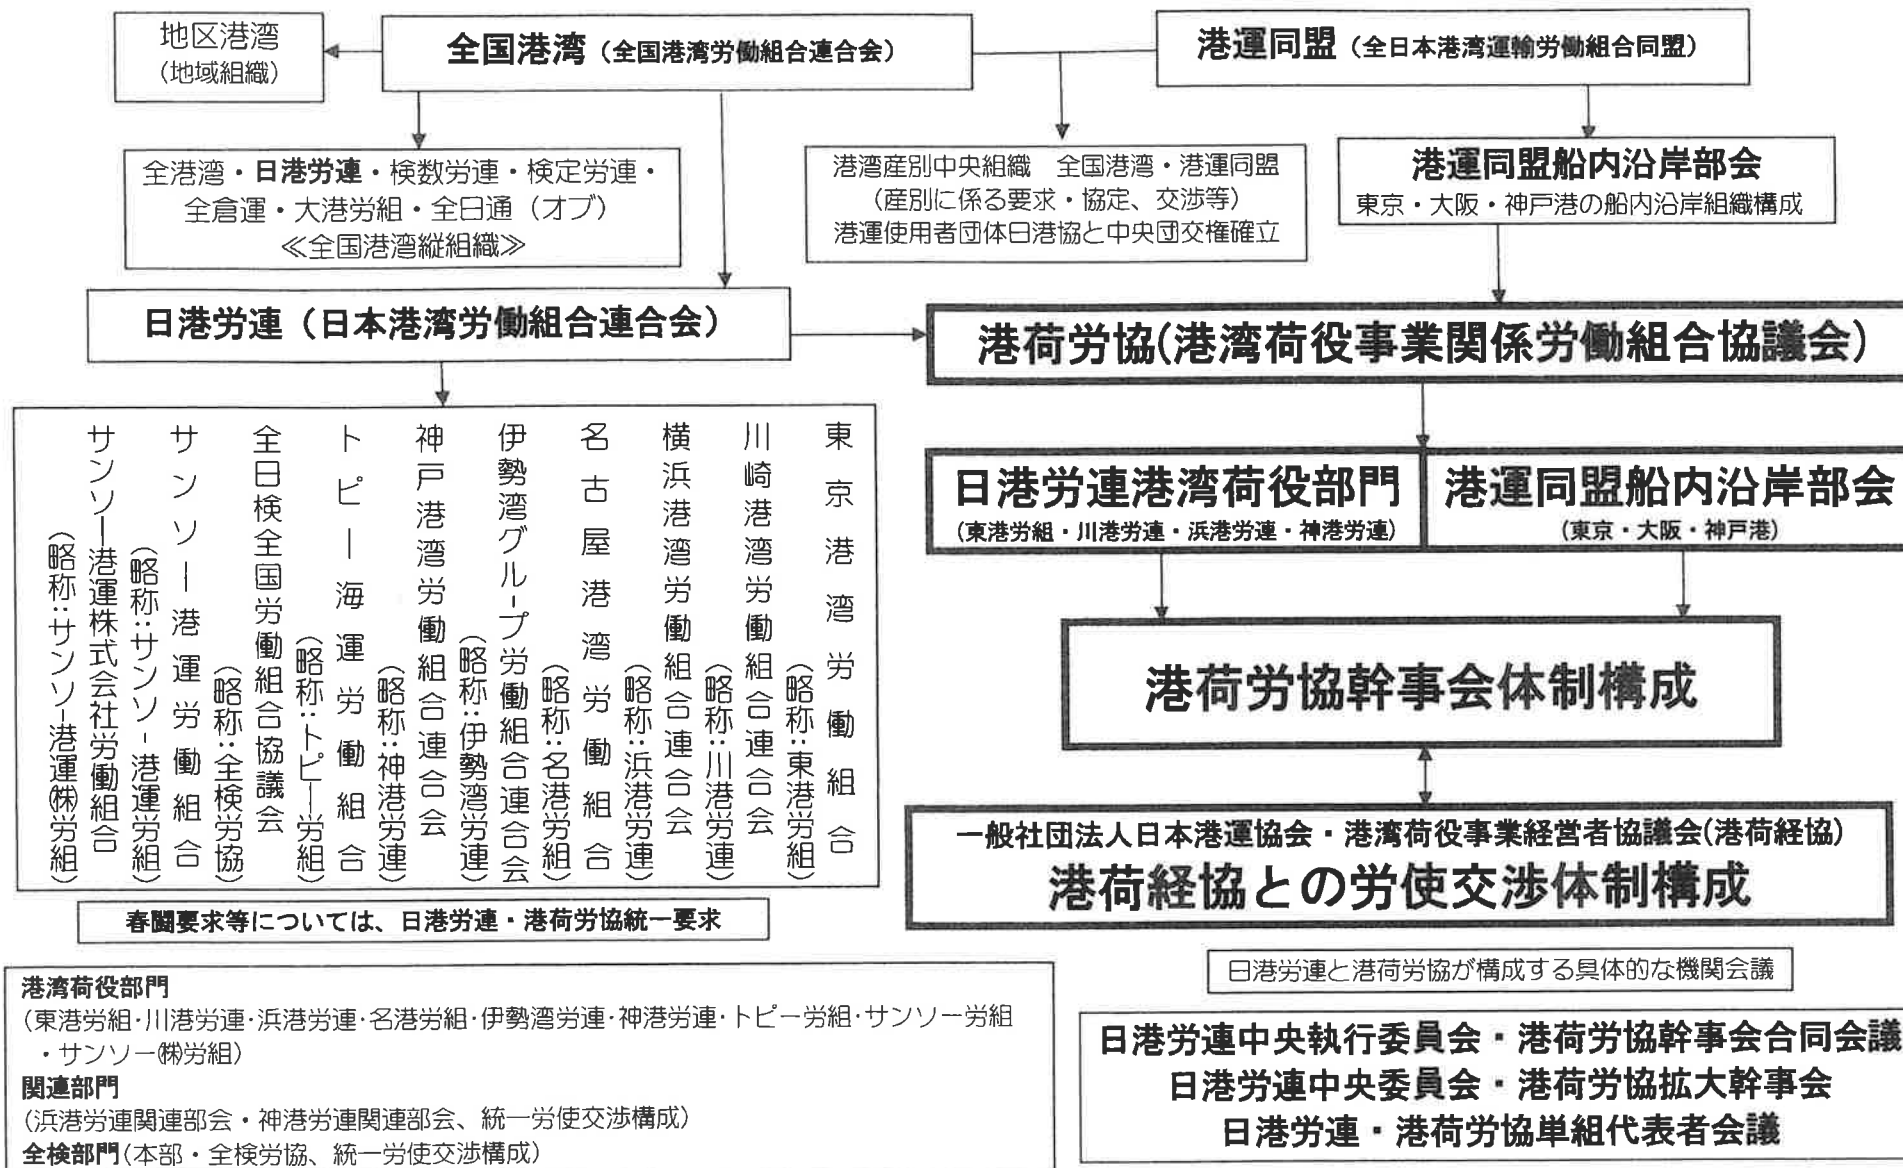 地区港湾
（地域組織）
全国港湾（全国港湾労働組合連合会）
港運同盟（全日本港湾運輸労働組合同盟）
全港湾・日港労連・検数労連・検定労連・
全倉運・大港労組・全日通（オブ）
≪全国港湾縦組織≫
港湾産別中央組織　全国港湾・港運同盟
（産別に係る要求・協定、交渉等）
港運使用者団体日港協と中央団交権確立
港運同盟船内沿岸部会
東京・大阪・神戸港の船内沿岸組織構成
日港労連（日本港湾労働組合連合会）
港荷労協(港湾荷役事業関係労働組合協議会)
東京港湾労働組合
（略称：東港労組）
川崎港湾労働組合連合会
（略称：川港労連）
横浜港湾労働組合連合会
（略称：浜港労連）
名古屋港湾労働組合
（略称：名港労組）
伊勢湾グループ労働組合連合会
（略称：伊勢湾労連）
神戸港湾労働組合連合会
（略称：神港労連）
トピー海運労働組合
（略称：トピー労組）
全日検全国労働組合協議会
（略称：全検労協）
サンソー港運労働組合
（略称：サンソー港運労組）
サンソー港運株式会社労働組合
（略称：サンソー港運㈱労組）
日港労連港湾荷役部門
(東港労組・川港労連・浜港労連・神港労連)
港運同盟船内沿岸部会
(東京・大阪・神戸港)
港荷労協幹事会体制構成
一般社団法人日本港運協会・港湾荷役事業経営者協議会(港荷経協)
港荷経協との労使交渉体制構成
春闘要求等については、日港労連・港荷労協統一要求
港湾荷役部門
（東港労組・川港労連・浜港労連・名港労組・伊勢湾労連・神港労連・トピー労組・サンソー労組
・サンソー㈱労組）
関連部門
（浜港労連関連部会・神港労連関連部会、統一労使交渉構成）
全検部門(本部・全検労協、統一労使交渉構成）
日港労連と港荷労協が構成する具体的な機関会議
日港労連中央執行委員会・港荷労協幹事会合同会議
日港労連中央委員会・港荷労協拡大幹事会
日港労連・港荷労協単組代表者会議